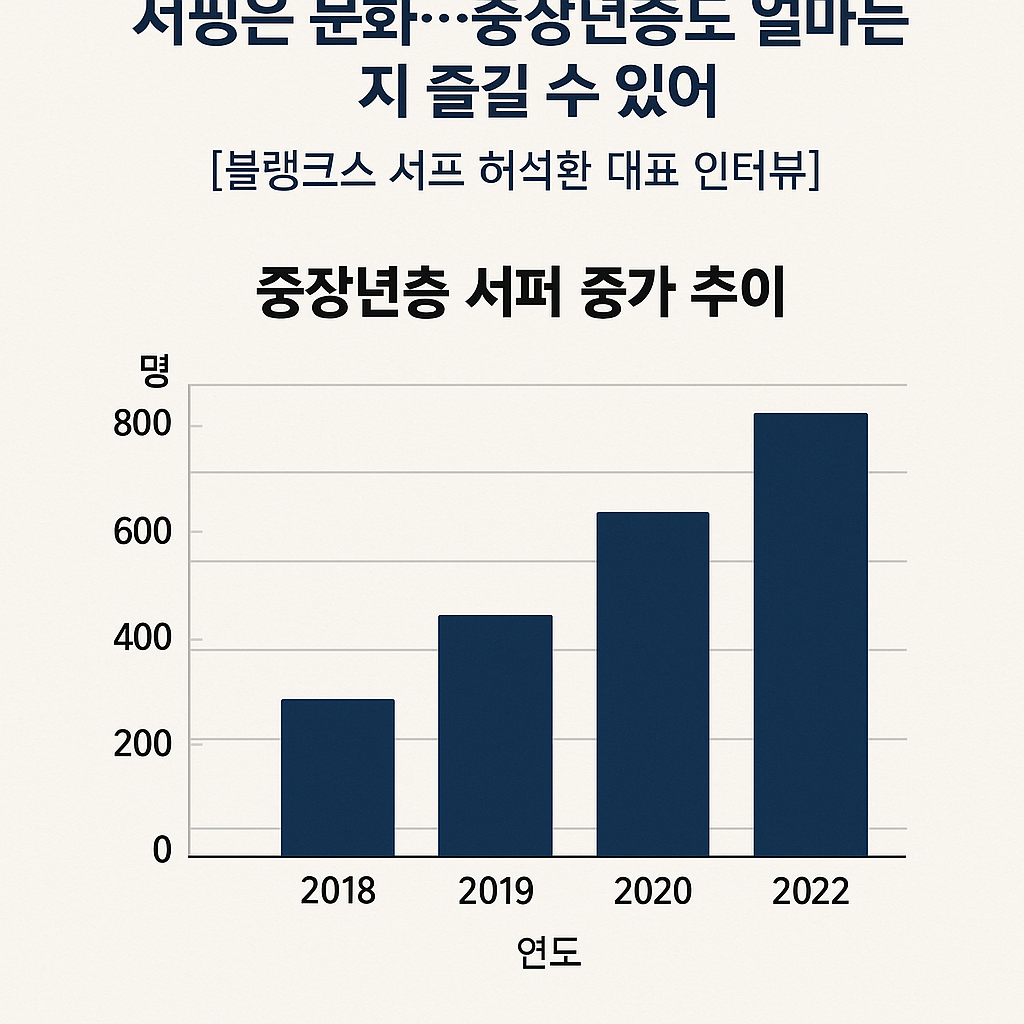 서핑은 문화…중장년층도 얼마든
지 즐길 수 있어
[블랭크스 서프 허석환 대표 인터뷰]
중장년층 서퍼 중가 추이
명
800
600
400
200
0
2018 2019 2020 2022
연도